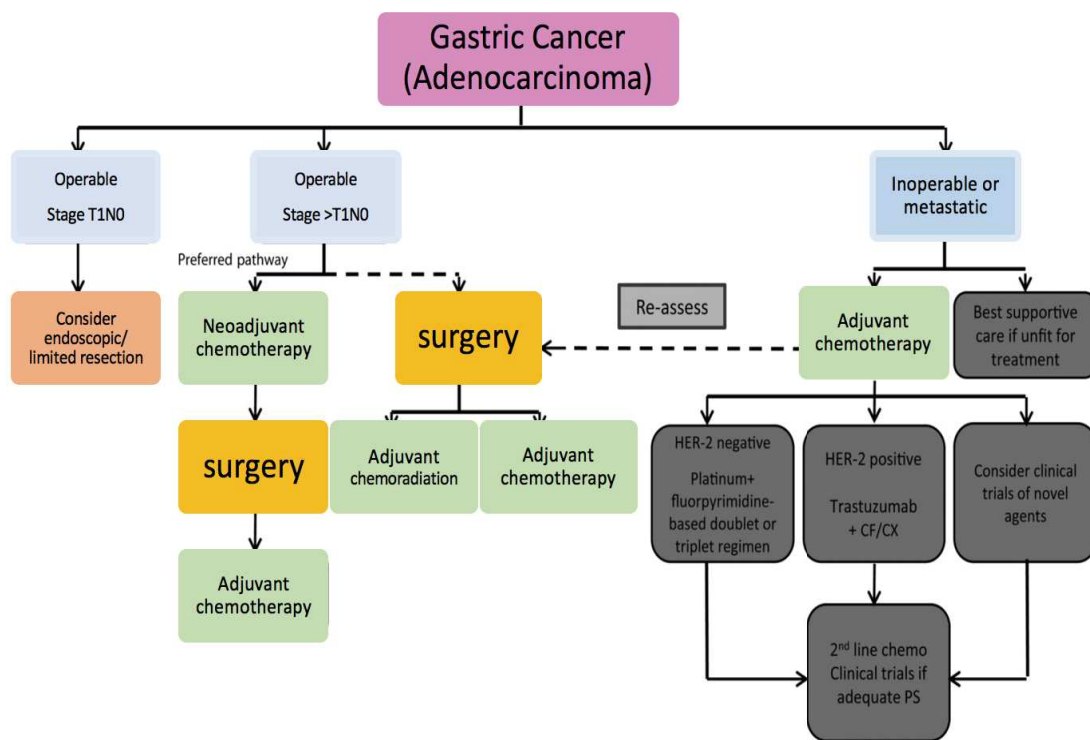 Gastric Cancer
(Adenocarcinoma)
Operable
Stage T1N0
Operable
Stage >T1N0
Inoperable or
metastatic
Preferred pathway
Consider
endoscopic/
limited resection
Neoadjuvant
chemotherapy
surgery
Re-assess
Adjuvant
chemotherapy
Best supportive
care if unfit for
treatment
surgery
Adjuvant
chemoradiation
Adjuvant
chemotherapy
HER-2 negative
Platinum+
fluorpyrimidine-
based doublet or
triplet regimen
HER-2 positive
Trastuzumab
+ CF/CX
Consider clinical
trials of novel
agents
Adjuvant
chemotherapy
2nd line chemo
Clinical trials if
adequate PS